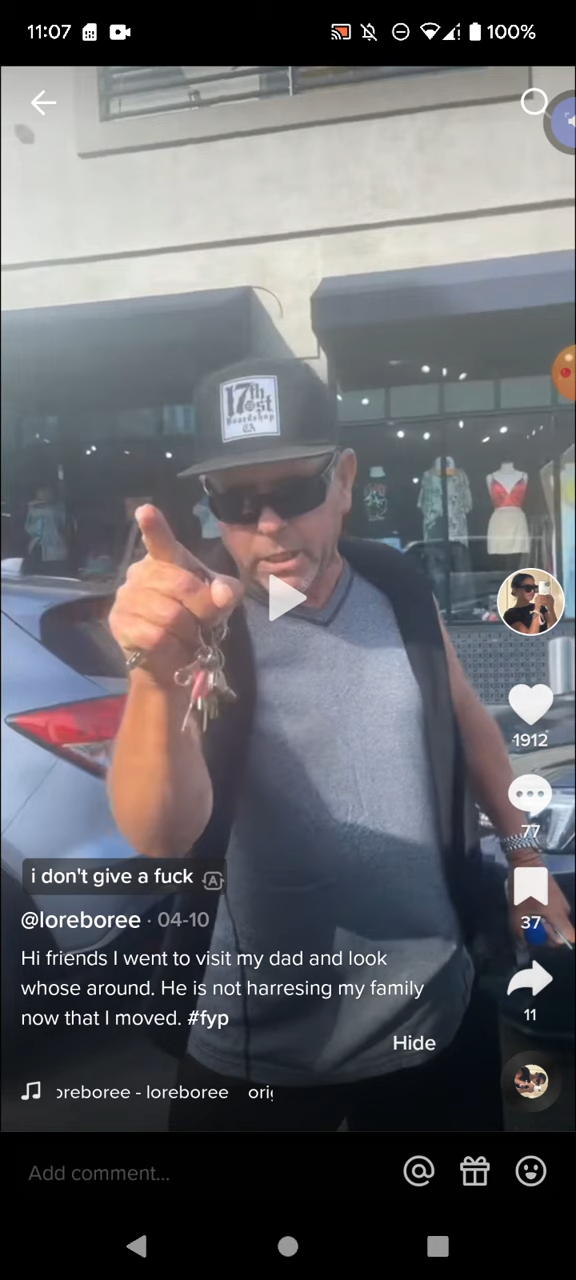 11:07
100%
17th
st
Boardshop
CA
1912
77
i don't give a fuck
37
@loreboree · 04-10
Hi friends I went to visit my dad and look
whose around. He is not harresing my family
now that I moved. #fyp
11
Hide
oreboree - loreboree ori
Add comment...